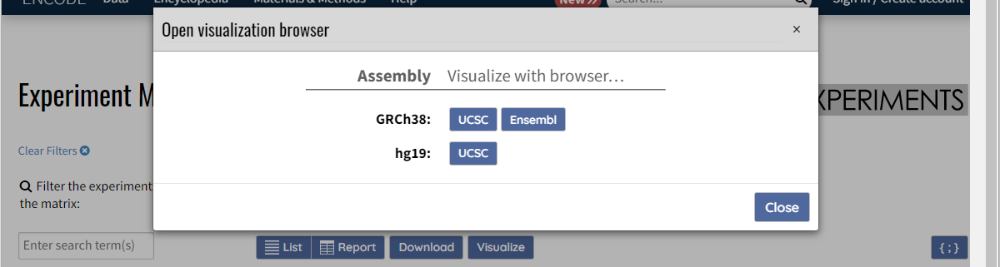 ENCODE Data Encyclopedia Materials & Methods Help New Search... Sign in / Create account
Open visualization browser ×
Assembly Visualize with browser…
Experiment M
XPERIMENTS
GRCh38: UCSC Ensembl
hg19: UCSC
Clear Filters
Filter the experiment
the matrix:
Close
Enter search term(s) List Report Download Visualize {;}